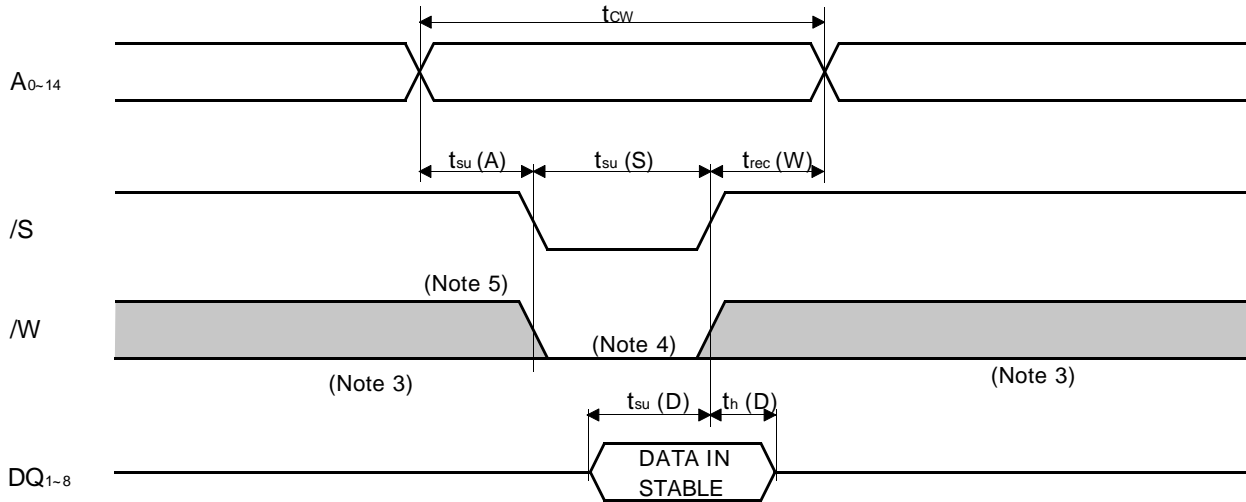 tCW
A0~14
tsu (A)
tsu (S)
trec (W)
/S
(Note 5)
/W
(Note 4)
(Note 3)
(Note 3)
tsu (D)
th (D)
DQ1~8
DATA IN
STABLE